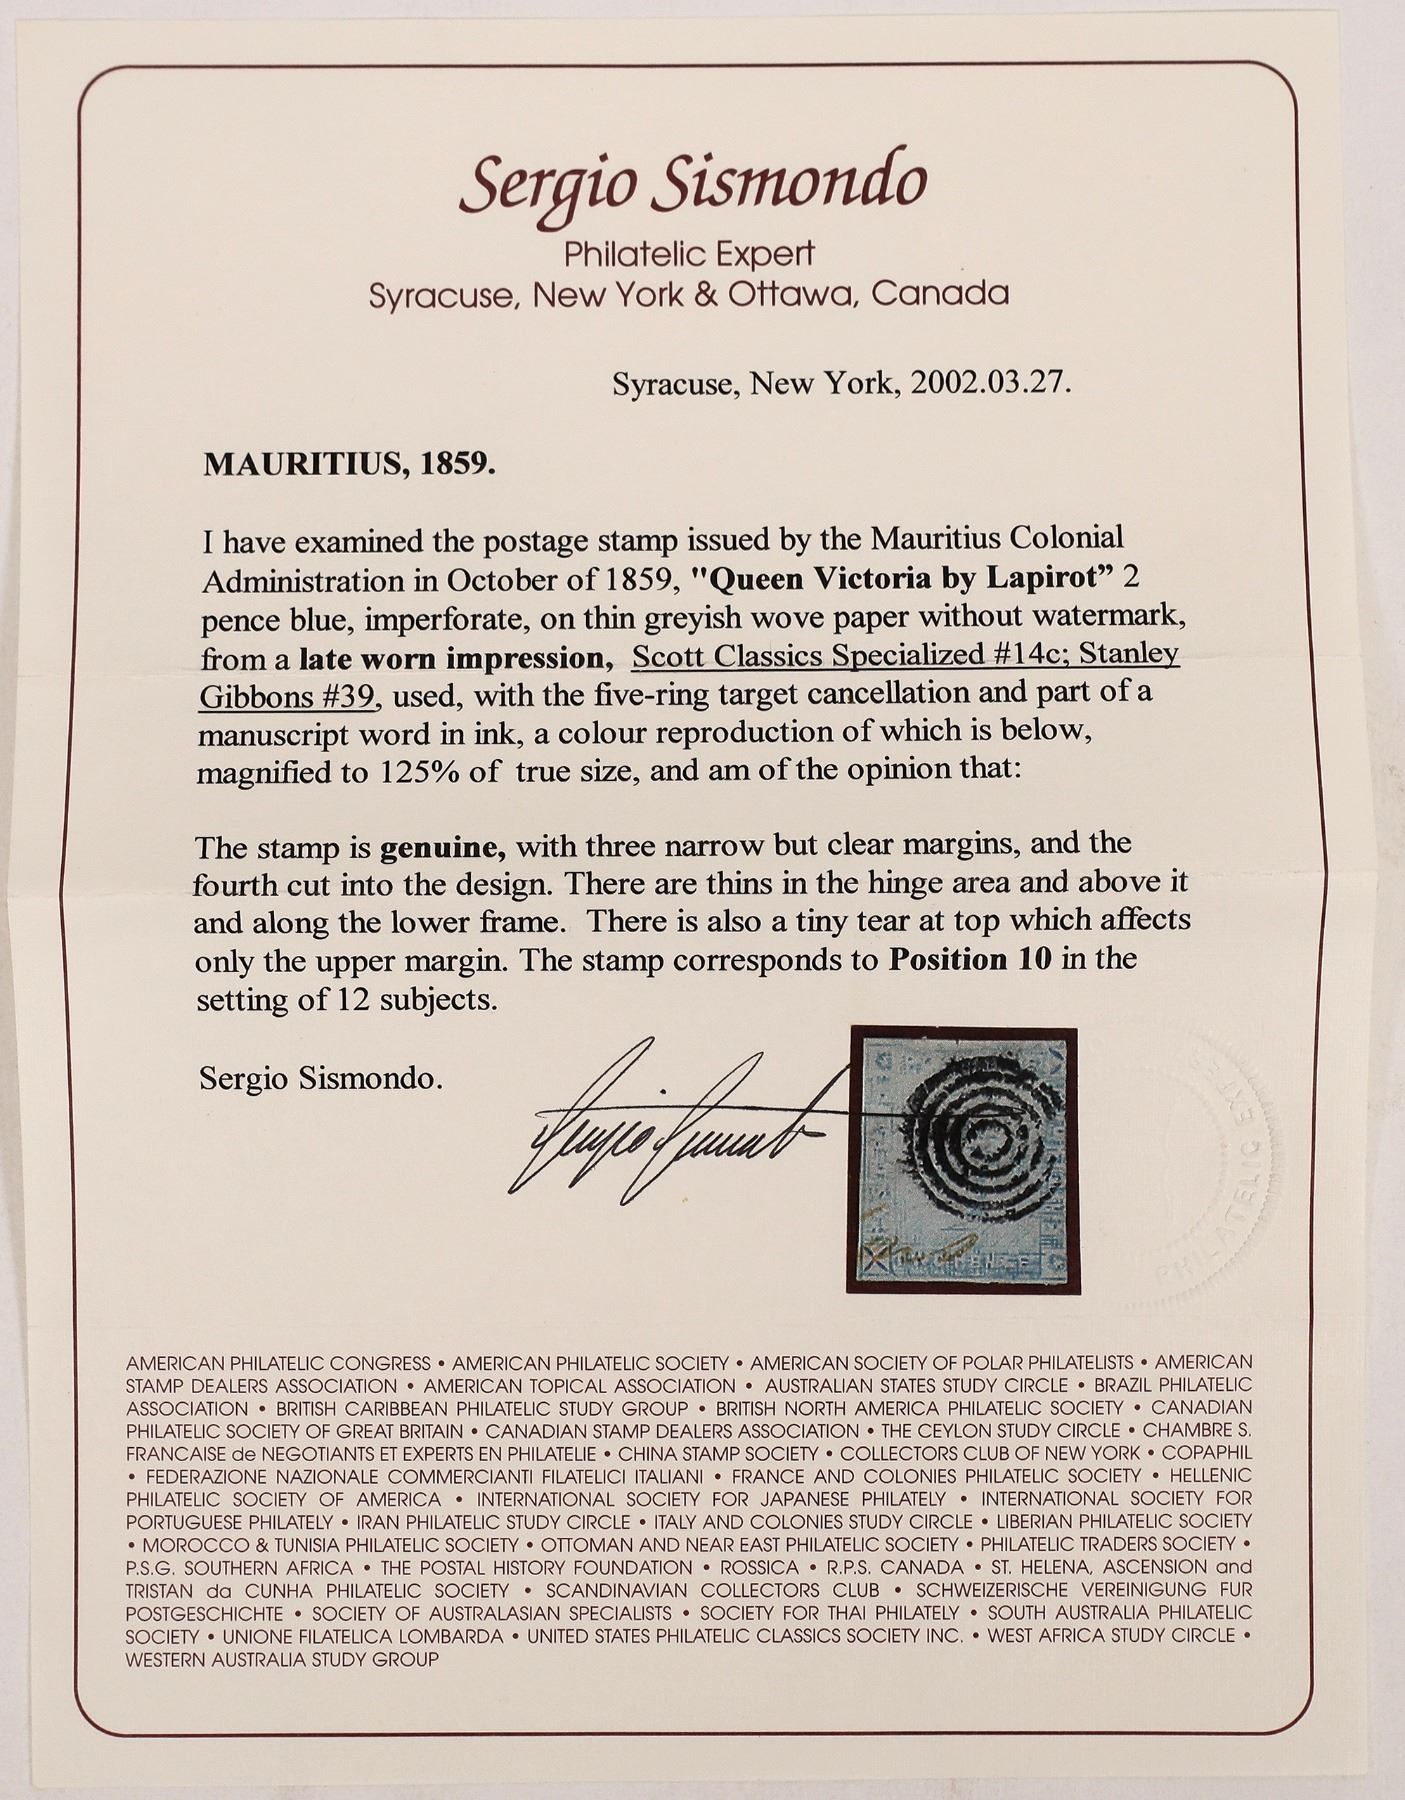 Sergio Sismondo
Philatelic Expert
Syracuse, New York & Ottawa, Canada
Syracuse, New York, 2002.03.27.
MAURITIUS, 1859.
I have examined the postage stamp issued by the Mauritius Colonial
Administration in October of 1859, "Queen Victoria by Lapirot” 2
pence blue, imperforate, on thin greyish wove paper without watermark,
from a late worn impression, Scott Classics Specialized #14c; Stanley
Gibbons #39, used, with the five-ring target cancellation and part of a
manuscript word in ink, a colour reproduction of which is below,
magnified to 125% of true size, and am of the opinion that:
The stamp is genuine, with three narrow but clear margins, and the
fourth cut into the design. There are thins in the hinge area and above it
and along the lower frame. There is also a tiny tear at top which affects
only the upper margin. The stamp corresponds to Position 10 in the
setting of 12 subjects.
Sergio Sismondo.
Sergio Sismondo
PHILATELIC EXTER
AMERICAN PHILATELIC CONGRESS • AMERICAN PHILATELIC SOCIETY • AMERICAN SOCIETY OF POLAR PHILATELISTS • AMERICAN
STAMP DEALERS ASSOCIATION • AMERICAN TOPICAL ASSOCIATION • AUSTRALIAN STATES STUDY CIRCLE • BRAZIL PHILATELIC
ASSOCIATION • BRITISH CARIBBEAN PHILATELIC STUDY GROUP • BRITISH NORTH AMERICA PHILATELIC SOCIETY • CANADIAN
PHILATELIC SOCIETY OF GREAT BRITAIN • CANADIAN STAMP DEALERS ASSOCIATION • THE CEYLON STUDY CIRCLE • CHAMBRE S.
FRANCAISE de NEGOTIANTS ET EXPERTS EN PHILATELIE • CHINA STAMP SOCIETY • COLLECTORS CLUB OF NEW YORK • COPAPHIL
• FEDERAZIONE NAZIONALE COMMERCIANTI FILATELICI ITALIANI • FRANCE AND COLONIES PHILATELIC SOCIETY • HELLENIC
PHILATELIC SOCIETY OF AMERICA • INTERNATIONAL SOCIETY FOR JAPANESE PHILATELY • INTERNATIONAL SOCIETY FOR
PORTUGUESE PHILATELY • IRAN PHILATELIC STUDY CIRCLE • ITALY AND COLONIES STUDY CIRCLE • LIBERIAN PHILATELIC SOCIETY
• MOROCCO & TUNISIA PHILATELIC SOCIETY • OTTOMAN AND NEAR EAST PHILATELIC SOCIETY • PHILATELIC TRADERS SOCIETY •
P.S.G. SOUTHERN AFRICA • THE POSTAL HISTORY FOUNDATION • ROSSICA • R.P.S. CANADA • ST. HELENA, ASCENSION and
TRISTAN da CUNHA PHILATELIC SOCIETY • SCANDINAVIAN COLLECTORS CLUB • SCHWEIZERISCHE VEREINIGUNG FUR
POSTGESCHICHTE • SOCIETY OF AUSTRALASIAN SPECIALISTS • SOCIETY FOR THAI PHILATELY • SOUTH AUSTRALIA PHILATELIC
SOCIETY • UNIONE FILATELICA LOMBARDA • UNITED STATES PHILATELIC CLASSICS SOCIETY INC. • WEST AFRICA STUDY CIRCLE •
WESTERN AUSTRALIA STUDY GROUP